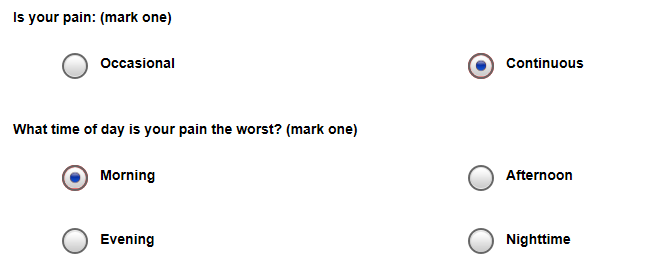 Is your pain: (mark one)
Occasional Continuous
What time of day is your pain the worst? (mark one)
Morning Afternoon
Evening Nighttime